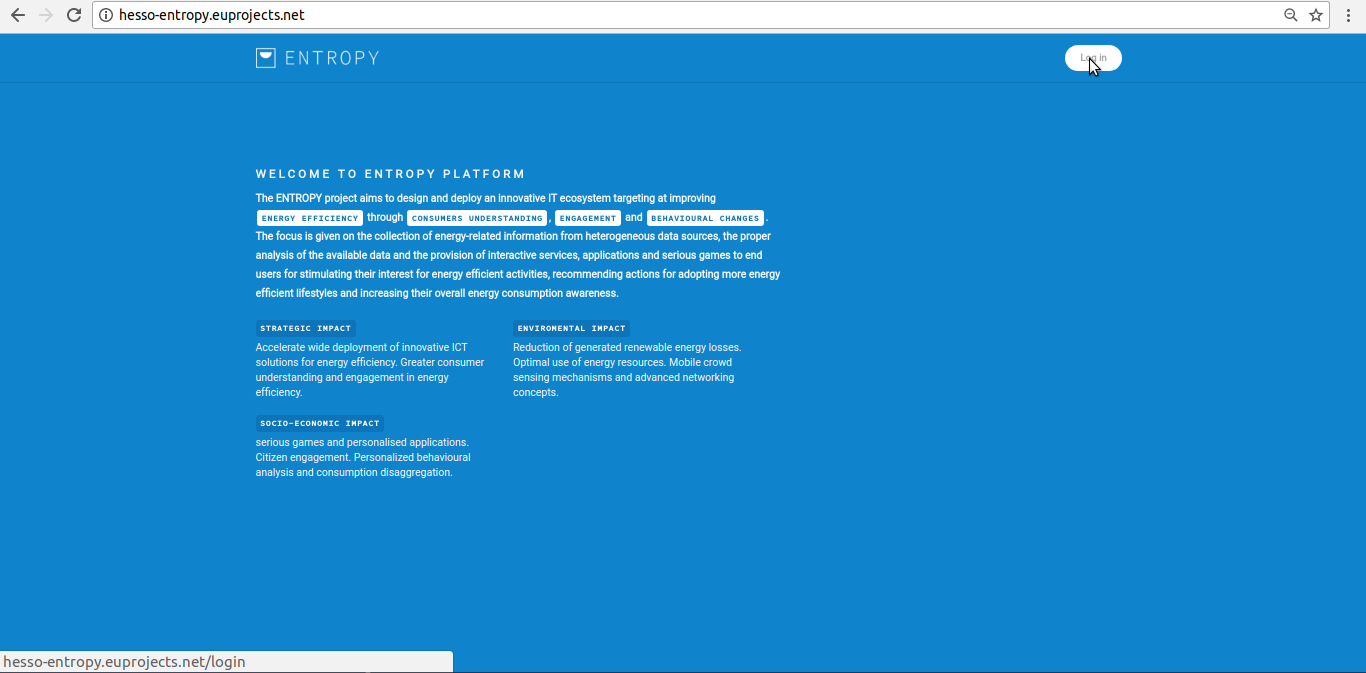 hesso-entropy.euprojects.net
ENTROPY
Log in
WELCOME TO ENTROPY PLATFORM
The ENTROPY project aims to design and deploy an innovative IT ecosystem targeting at improving
ENERGY EFFICIENCY through CONSUMERS UNDERSTANDING , ENGAGEMENT and BEHAVIOURAL CHANGES .
The focus is given on the collection of energy-related information from heterogeneous data sources, the proper
analysis of the available data and the provision of interactive services, applications and serious games to end
users for stimulating their interest for energy efficient activities, recommending actions for adopting more energy
efficient lifestyles and increasing their overall energy consumption awareness.
STRATEGIC IMPACT
Accelerate wide deployment of innovative ICT
solutions for energy efficiency. Greater consumer
understanding and engagement in energy
efficiency.
ENVIROMENTAL IMPACT
Reduction of generated renewable energy losses.
Optimal use of energy resources. Mobile crowd
sensing mechanisms and advanced networking
concepts.
SOCIO-ECONOMIC IMPACT
serious games and personalised applications.
Citizen engagement. Personalized behavioural
analysis and consumption disaggregation.
hesso-entropy.euprojects.net/login